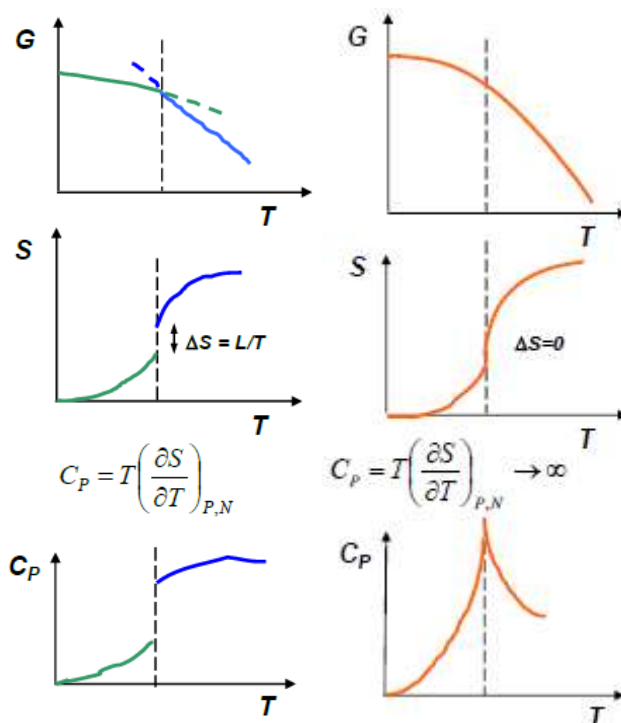 G
T
G
T
S
ΔS = L/T
T
S
ΔS=0
T
C_P = T(∂S/∂T)_{P,N}
C_P = T(∂S/∂T)_{P,N} → ∞
C_P
T
C_P
T